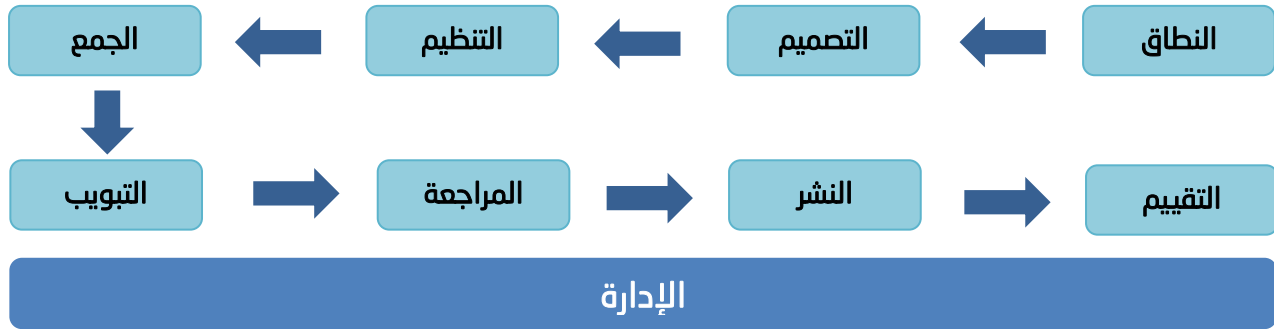 النطاق
التصميم
التنظيم
الجمع
التبويب
المراجعة
النشر
التقييم
الإدارة